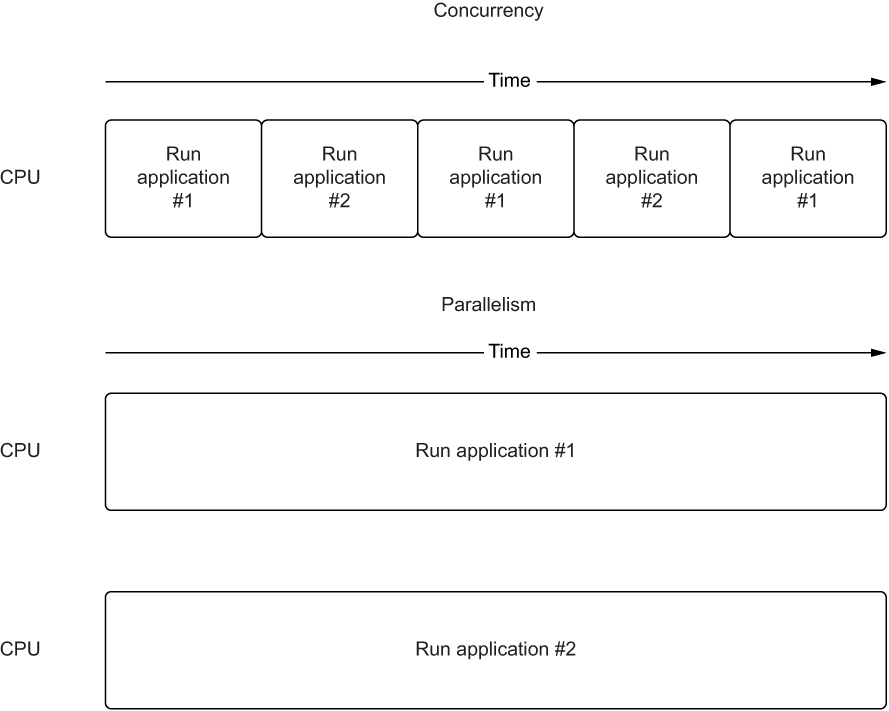 Concurrency
Time
CPU
Run
application
#1
Run
application
#2
Run
application
#1
Run
application
#2
Run
application
#1
Parallelism
Time
CPU
Run application #1
CPU
Run application #2